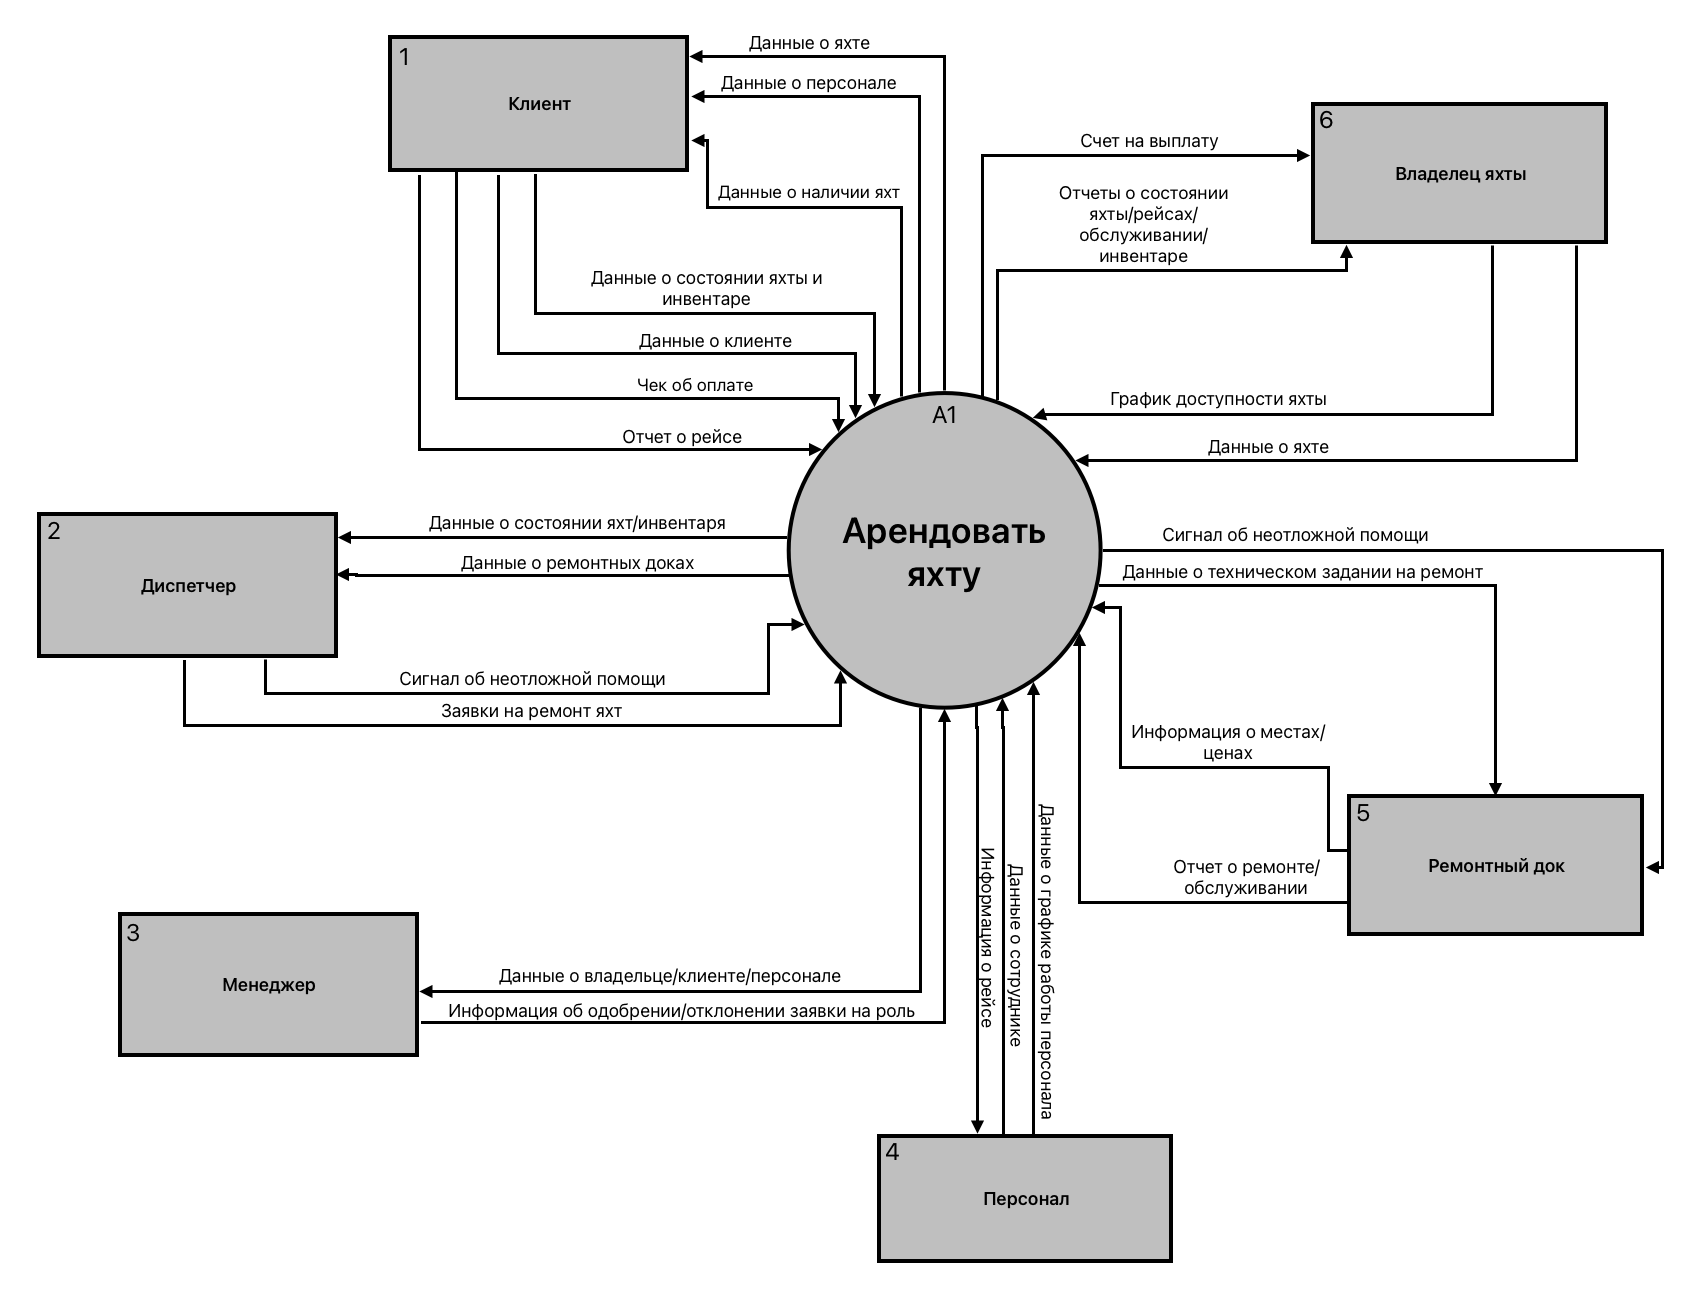 1
Клиент
Данные о яхте
Данные о персонале
Данные о наличии яхт
Данные о состоянии яхты и
инвентаре
Данные о клиенте
Чек об оплате
Отчет о рейсе
6
Владелец яхты
Счет на выплату
Отчеты о состоянии
яхты/рейсах/
обслуживании/
инвентаре
График доступности яхты
Данные о яхте
A1
Арендовать
яхту
2
Диспетчер
Данные о состоянии яхт/инвентаря
Данные о ремонтных доках
Сигнал об неотложной помощи
Заявки на ремонт яхт
Сигнал об неотложной помощи
Данные о техническом задании на ремонт
Информация о местах/
ценах
Отчет о ремонте/
обслуживании
5
Ремонтный док
3
Менеджер
Данные о владельце/клиенте/персонале
Информация об одобрении/отклонении заявки на роль
Информация о рейсе
Данные о сотруднике
Данные о графике работы персонала
4
Персонал